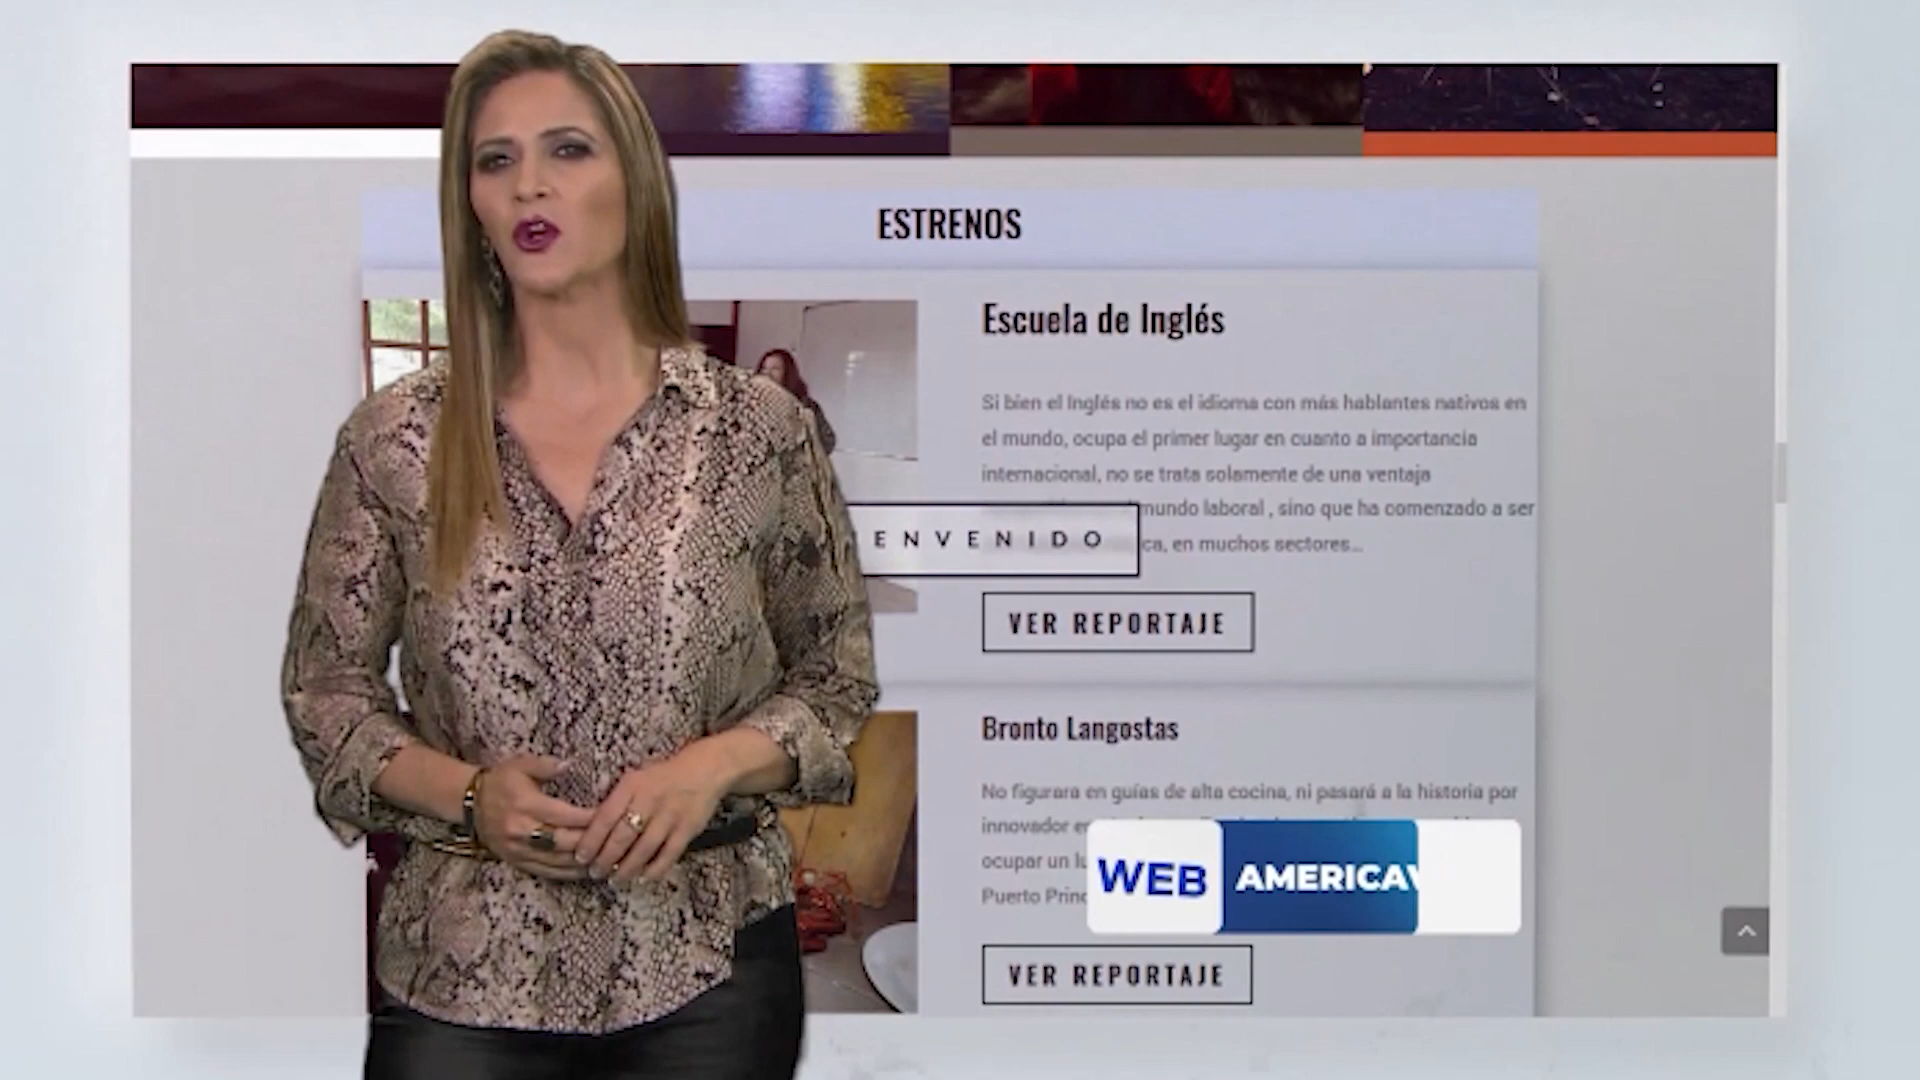 ESTRENOS
Escuela de Inglés
Si bien el Inglés no es el idioma con más hablantes nativos en
el mundo, ocupa el primer lugar en cuanto a importancia
internacional, no se trata solamente de una ventaja
mundo laboral , sino que ha comenzado a ser
ENVENIDO
ca, en muchos sectores...
VER REPORTAJE
Bronto Langostas
No figurara en guías de alta cocina, ni pasará a la historia por
innovador
ocupar un
Puerto
WEB AMERICA
VER REPORTAJE